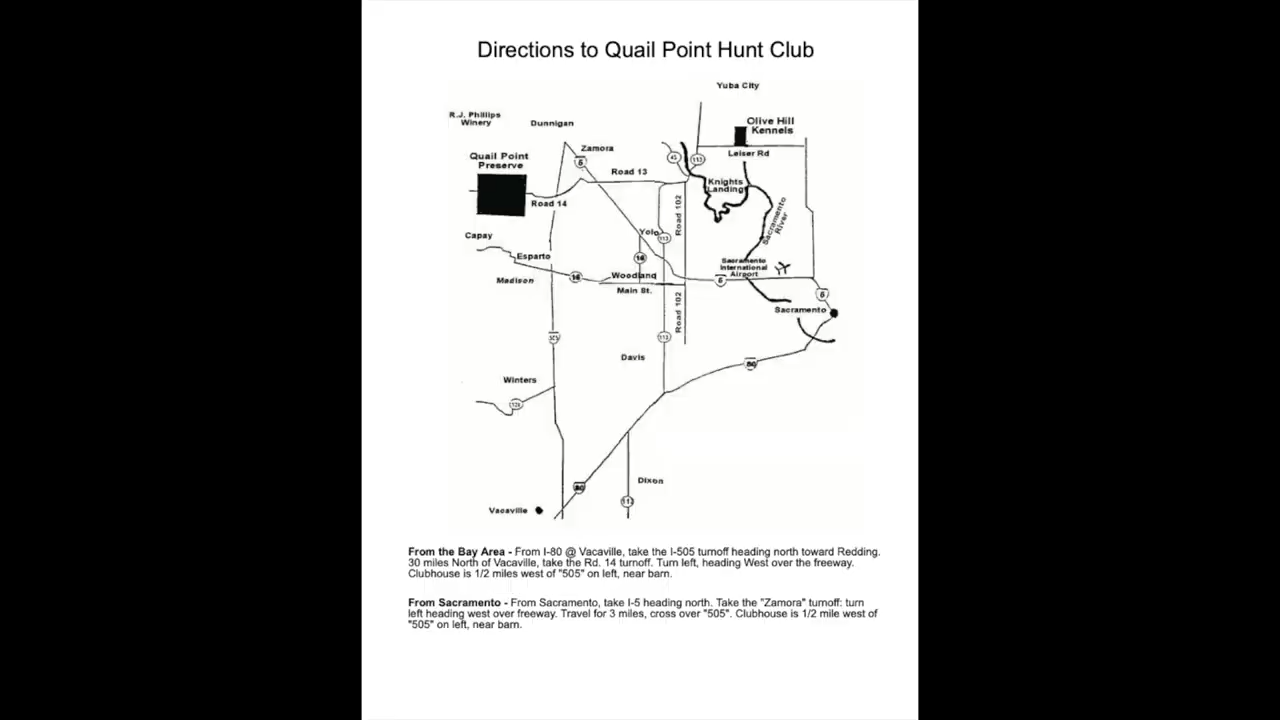 Directions to Quail Point Hunt Club
Yuba City
R.J. Phillips
Winery
Dunnigan
Olive Hill
Kennels
Zamora
5
Quail Point
Preserve
Road 13
45
113
Leiser Rd
Knights
Landing
Road 14
Road 102
Sacramento
River
Capay
Yolo
113
Esparto
16
Sacramento
International
Airport
Madison
16
Woodland
5
Main St.
Road 102
5
Sacramento
505
113
Davis
80
Winters
128
Dixon
80
113
Vacaville
From the Bay Area - From I-80 @ Vacaville, take the I-505 turnoff heading north toward Redding.
30 miles North of Vacaville, take the Rd. 14 turnoff. Turn left, heading West over the freeway.
Clubhouse is 1/2 miles west of "505" on left, near barn.
From Sacramento - From Sacramento, take I-5 heading north. Take the "Zamora" turnoff: turn
left heading west over freeway. Travel for 3 miles, cross over "505". Clubhouse is 1/2 mile west of
"505" on left, near barn.